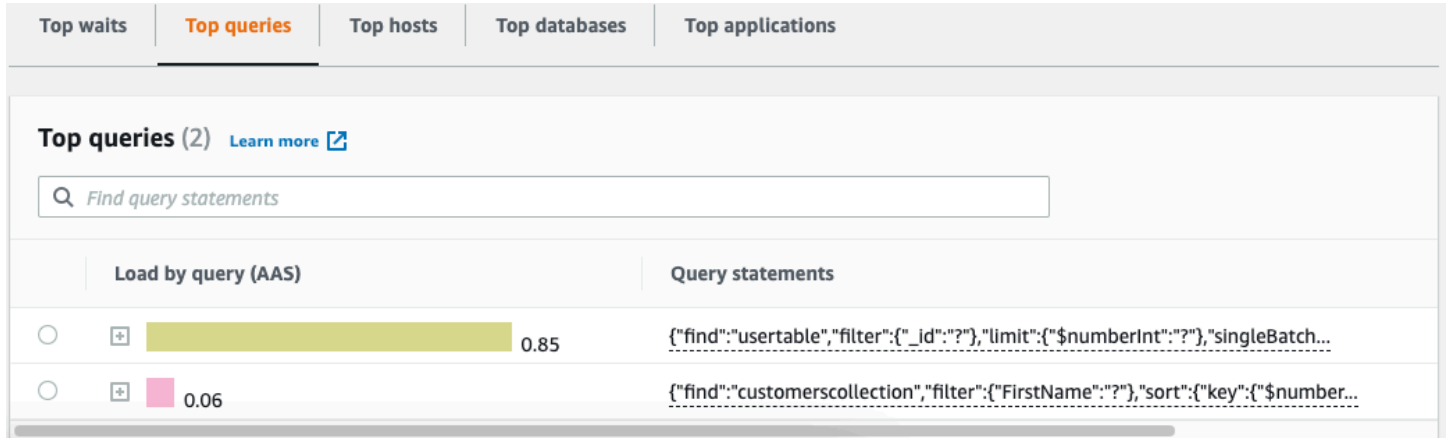 Top waits Top queries Top hosts Top databases Top applications
Top queries (2) Learn more
Find query statements
Load by query (AAS) Query statements
0.85 {"find":"usertable","filter":{"_id":"?"},"limit":{"$numberInt":"?"},"singleBatch...
0.06 {"find":"customerscollection","filter":{"FirstName":"?"},"sort":{"key":{"$number...